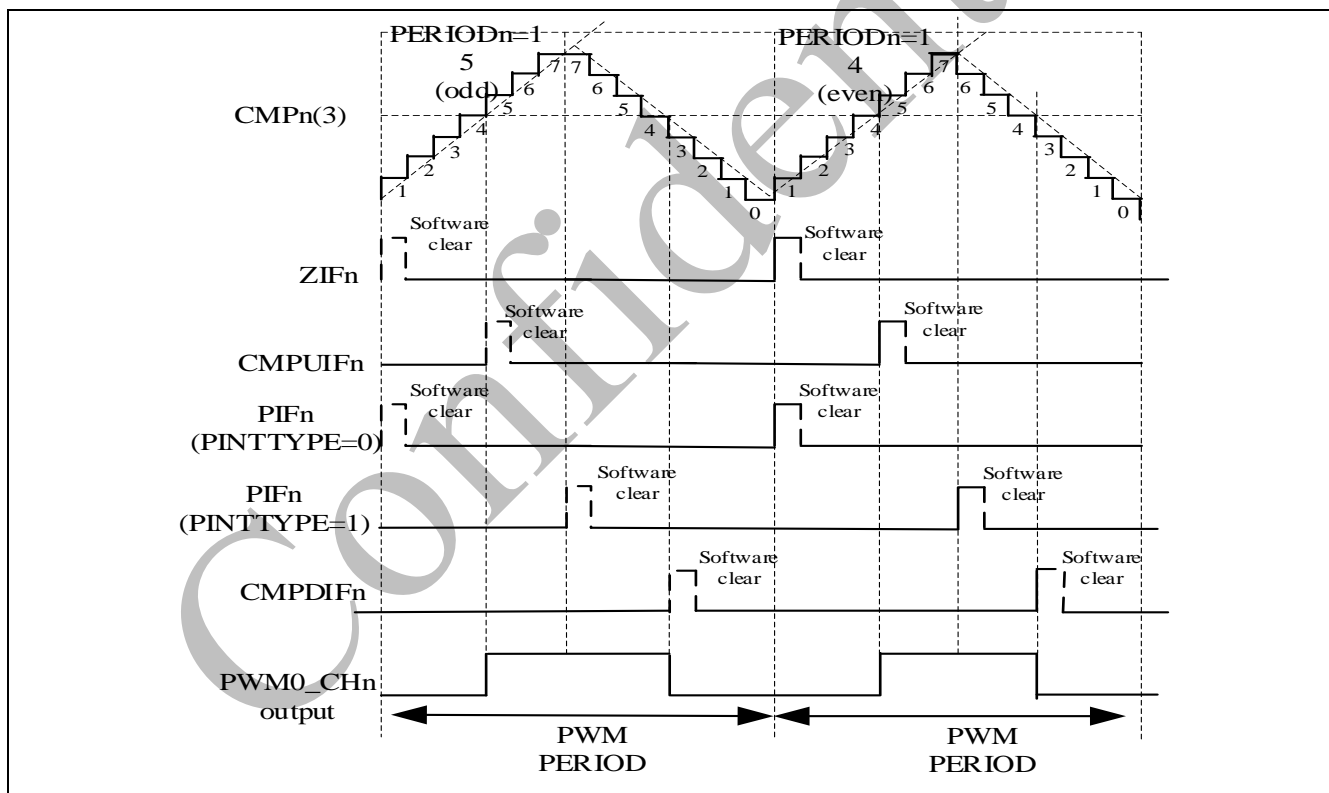 PERIODn=1
5
(odd)
PERIODn=1
4
(even)
CMPn(3)
1
2
3
4
5
6
7
7
6
5
4
3
2
1
0
1
2
3
4
5
6
7
6
5
4
3
2
1
0
Software
clear
Software
clear
ZIFn
Software
clear
Software
clear
CMPUIFn
Software
clear
Software
clear
PIFn
(PINTTYPE=0)
Software
clear
Software
clear
PIFn
(PINTTYPE=1)
Software
clear
Software
clear
CMPDIFn
PWM0_CHn
output
PWM
PERIOD
PWM
PERIOD
Confident